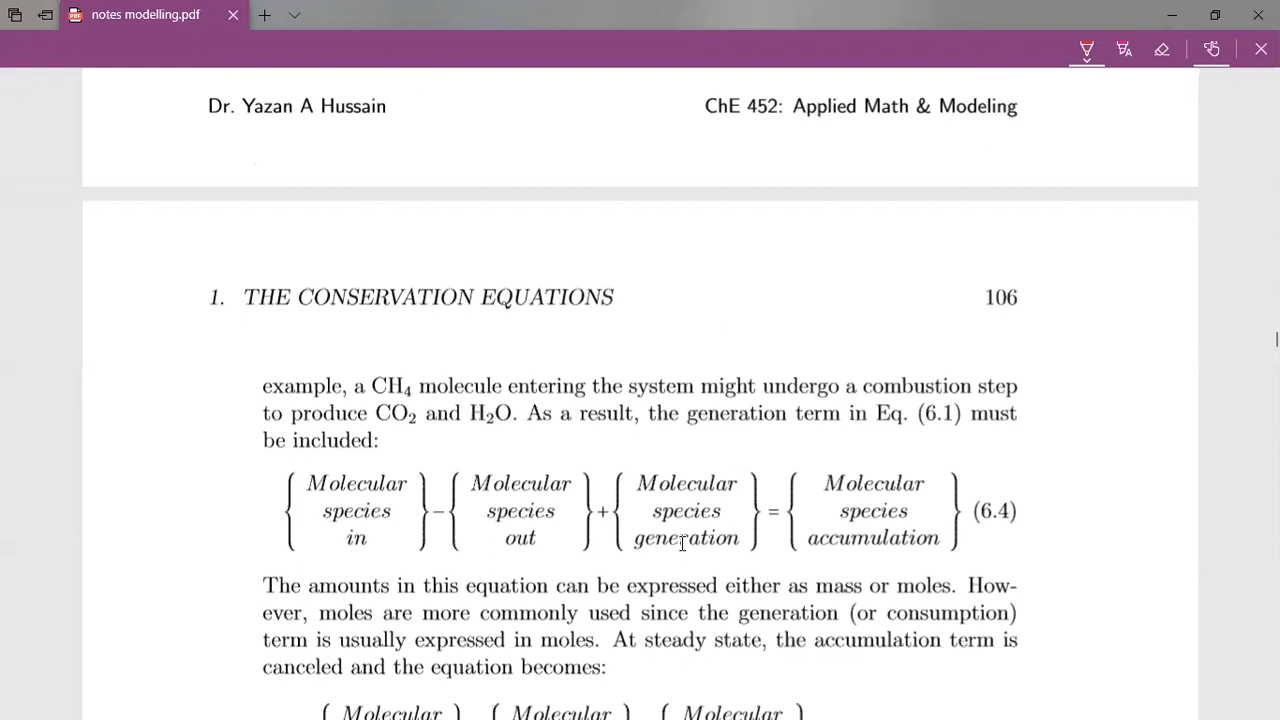 notes modelling.pdf
Dr. Yazan A Hussain ChE 452: Applied Math & Modeling
1. THE CONSERVATION EQUATIONS 106
example, a CH₄ molecule entering the system might undergo a combustion step
to produce CO₂ and H₂O. As a result, the generation term in Eq. (6.1) must
be included:
{Molecular species in} − {Molecular species out} + {Molecular species generation} = {Molecular species accumulation} (6.4)
The amounts in this equation can be expressed either as mass or moles. How-
ever, moles are more commonly used since the generation (or consumption)
term is usually expressed in moles. At steady state, the accumulation term is
canceled and the equation becomes:
Molecular Molecular Molecular